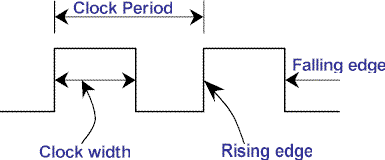 Clock Period
Falling edge
Clock width
Rising edge